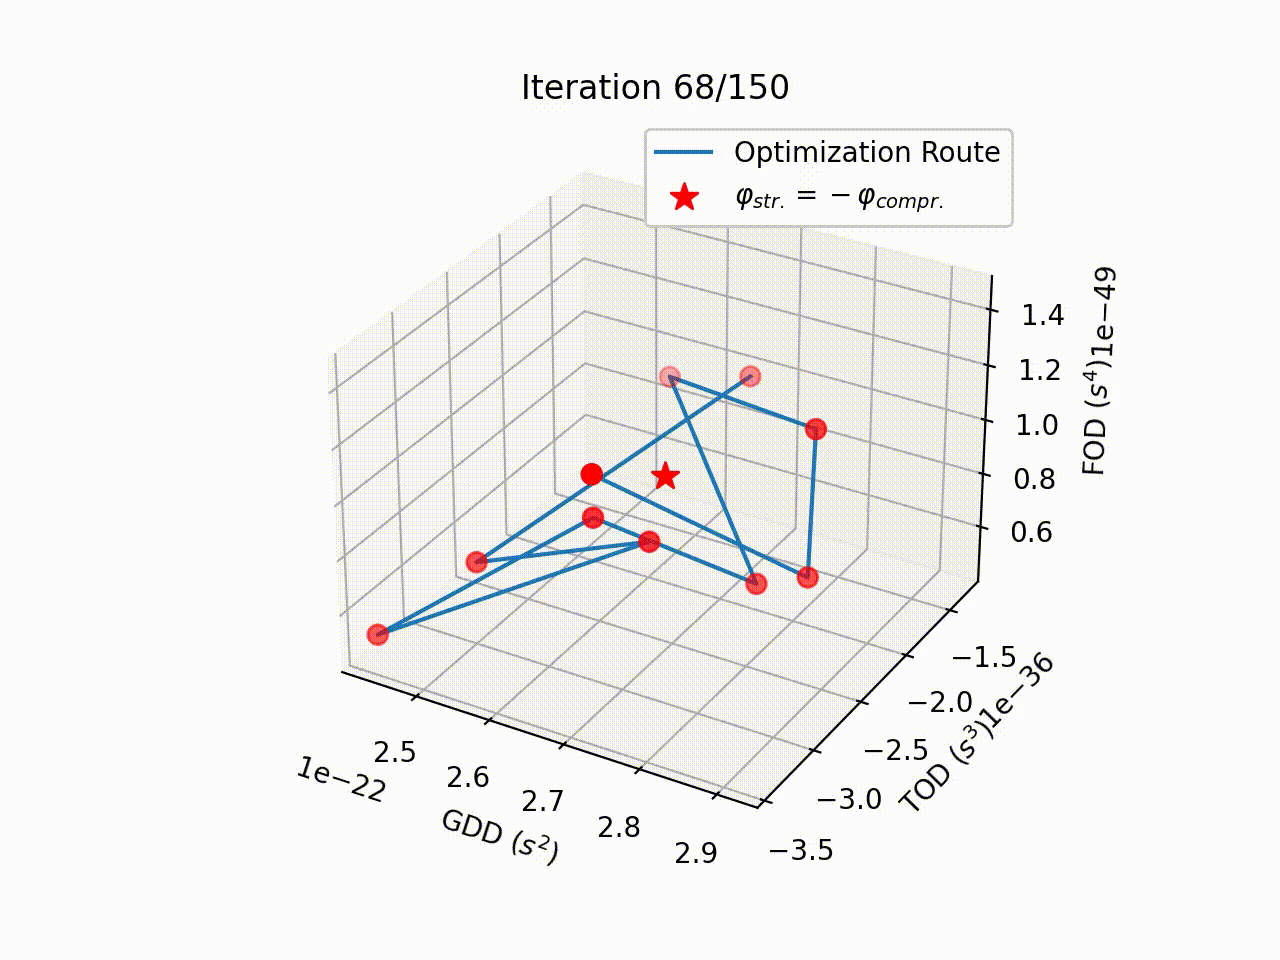 Iteration 68/150
Optimization Route
φstr. = − φcompr.
1.4
1.2
1.0
0.8
0.6
FOD (s⁴)1e−49
−1.5
−2.0
−2.5
−3.0
−3.5
TOD (s³)1e−36
2.5
2.6
2.7
2.8
2.9
1e−22
GDD (s²)